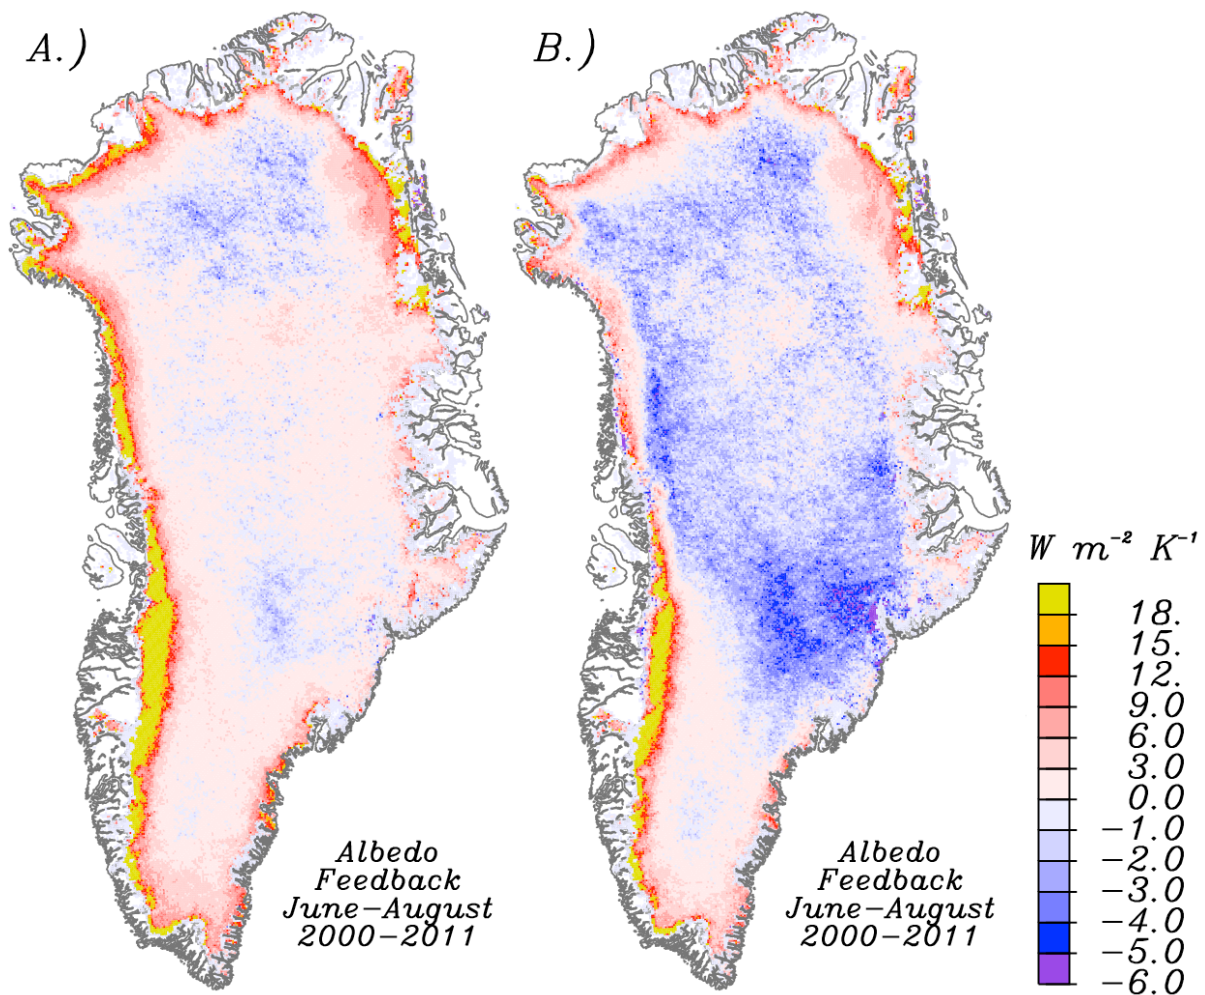 A.)
B.)
W m⁻² K⁻¹
18.
15.
12.
9.0
6.0
3.0
0.0
−1.0
−2.0
−3.0
−4.0
−5.0
−6.0
Albedo
Feedback
June−August
2000−2011
Albedo
Feedback
June−August
2000−2011